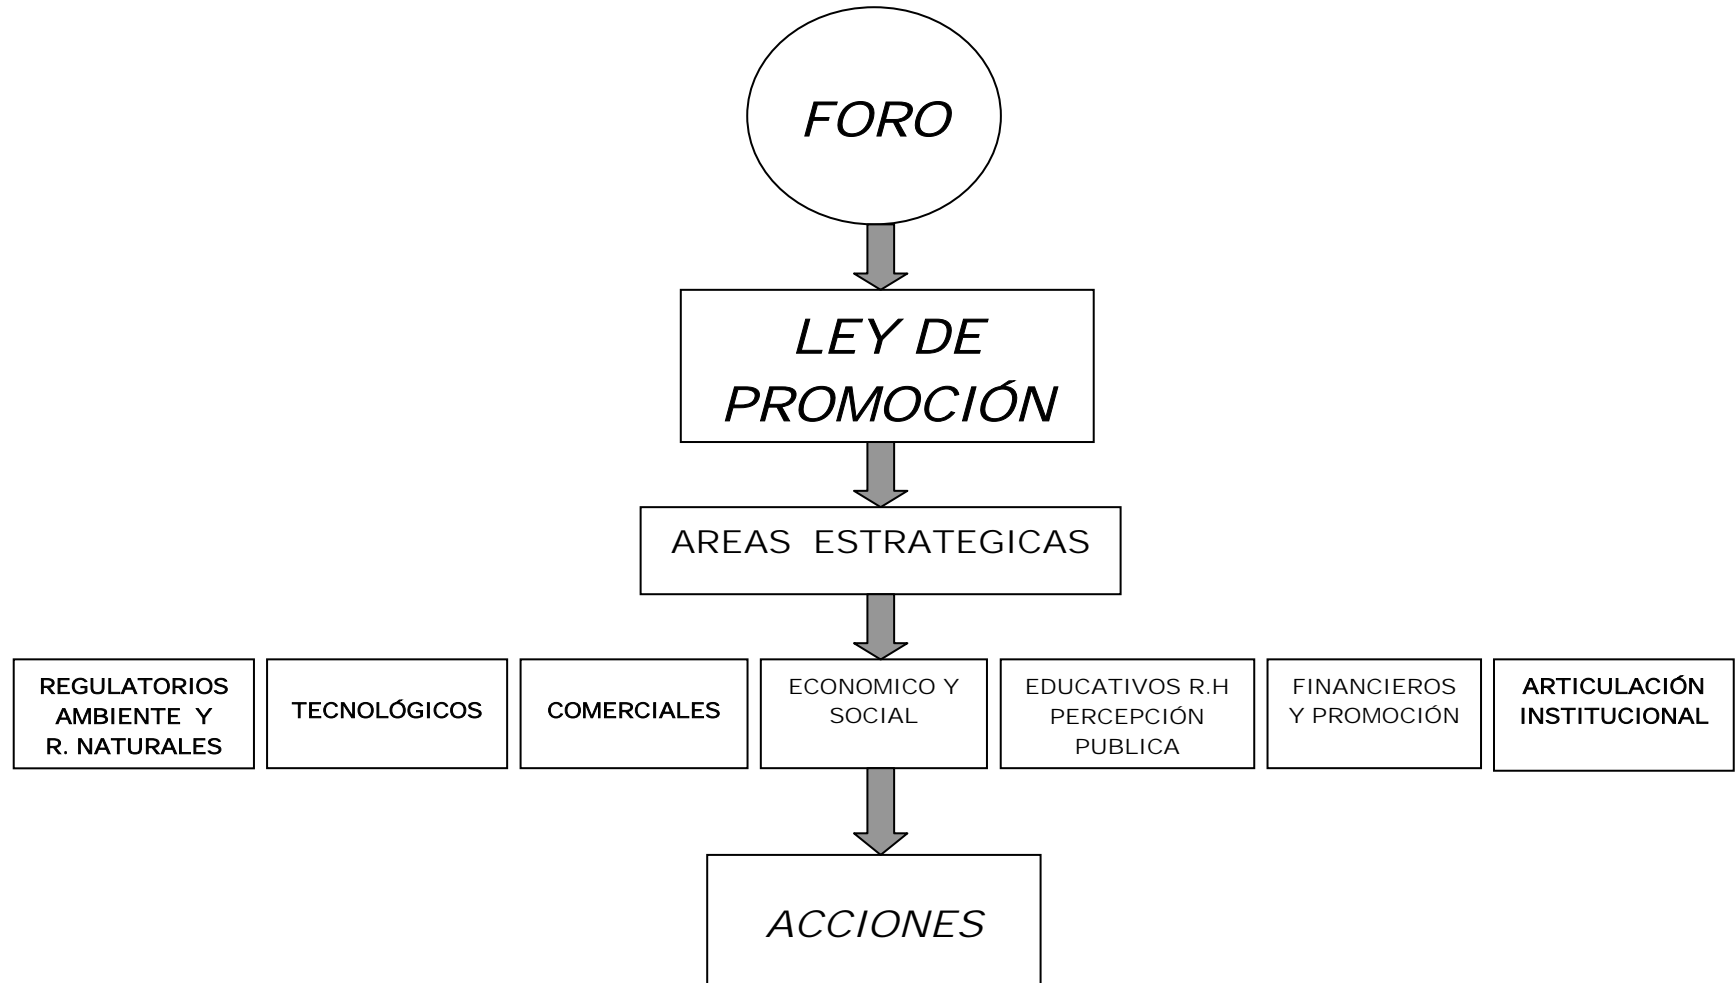 FORO
LEY DE
PROMOCIÓN
AREAS ESTRATEGICAS
REGULATORIOS
AMBIENTE Y
R. NATURALES
TECNOLÓGICOS
COMERCIALES
ECONOMICO Y
SOCIAL
EDUCATIVOS R.H
PERCEPCIÓN
PUBLICA
FINANCIEROS
Y PROMOCIÓN
ARTICULACIÓN
INSTITUCIONAL
ACCIONES